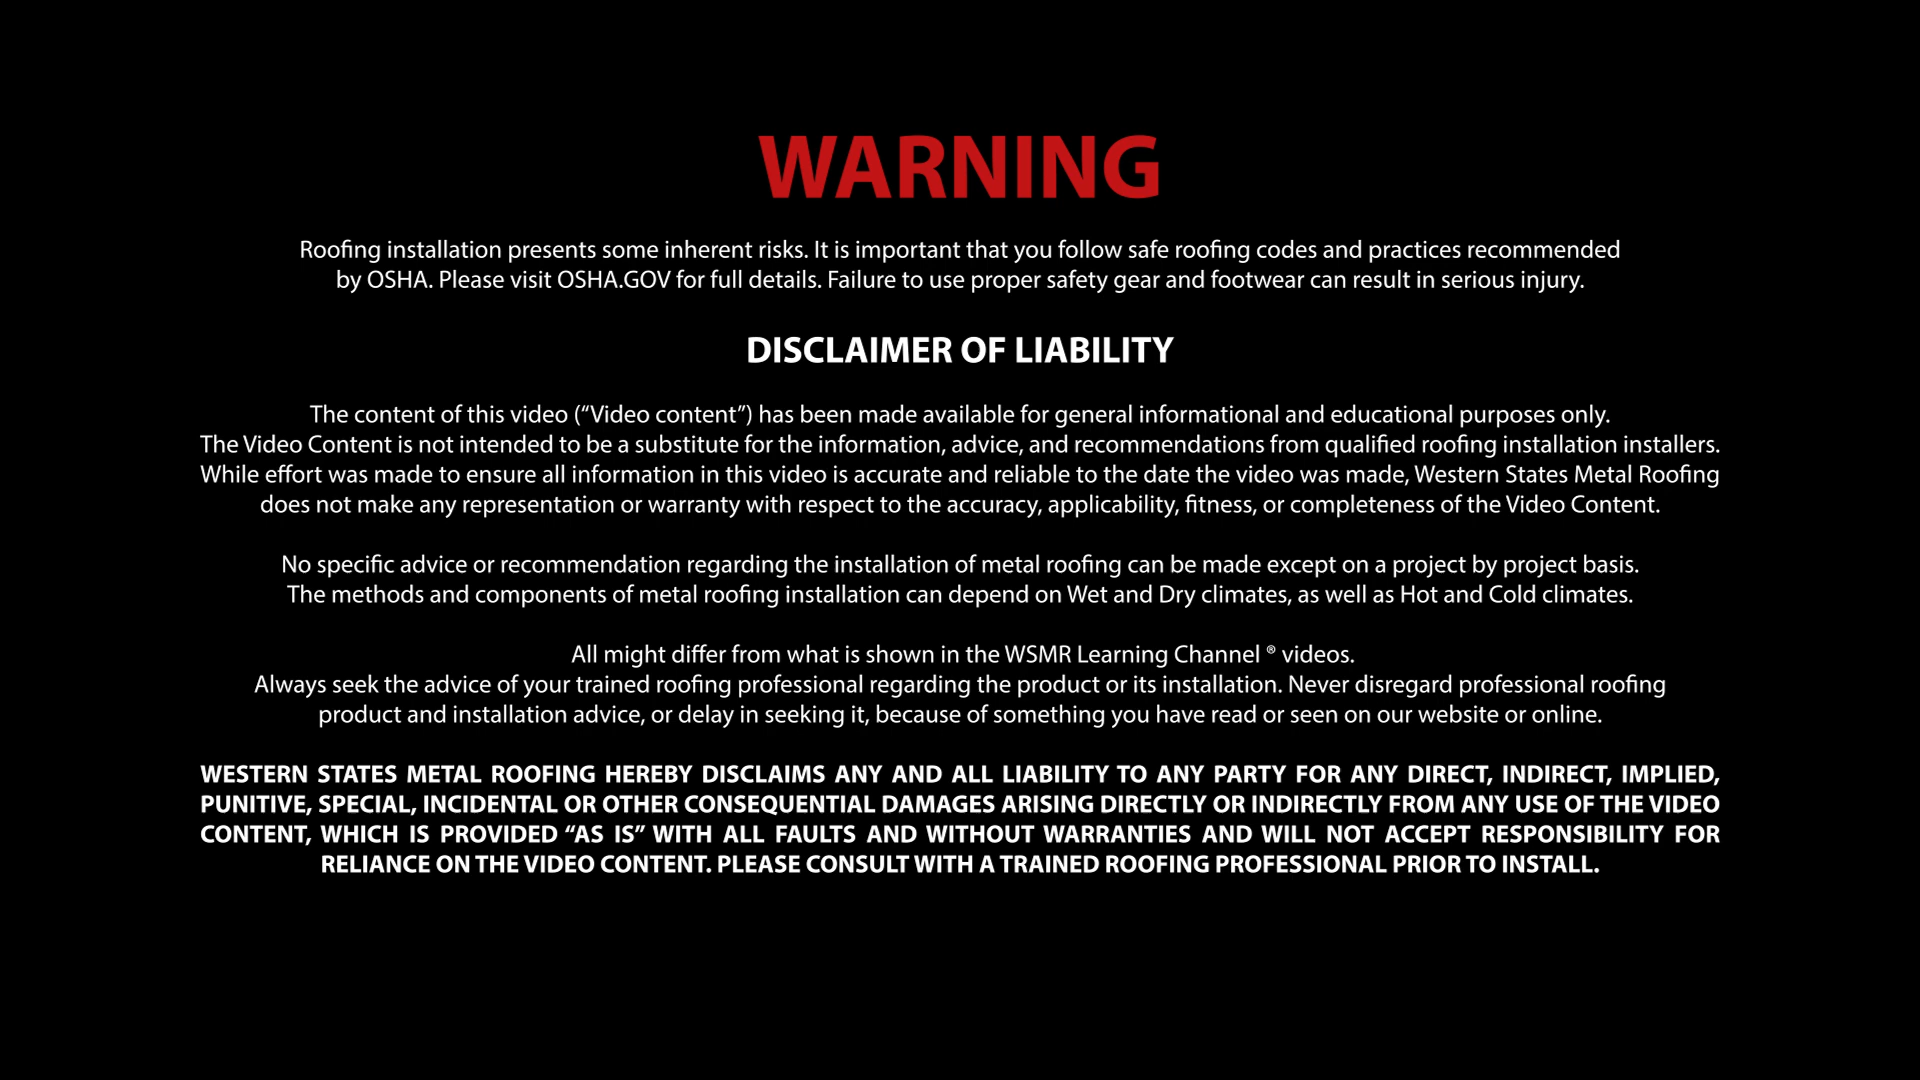 WARNING
Roofing installation presents some inherent risks. It is important that you follow safe roofing codes and practices recommended
by OSHA. Please visit OSHA.GOV for full details. Failure to use proper safety gear and footwear can result in serious injury.
DISCLAIMER OF LIABILITY
The content of this video (“Video content”) has been made available for general informational and educational purposes only.
The Video Content is not intended to be a substitute for the information, advice, and recommendations from qualified roofing installation installers.
While effort was made to ensure all information in this video is accurate and reliable to the date the video was made, Western States Metal Roofing
does not make any representation or warranty with respect to the accuracy, applicability, fitness, or completeness of the Video Content.
No specific advice or recommendation regarding the installation of metal roofing can be made except on a project by project basis.
The methods and components of metal roofing installation can depend on Wet and Dry climates, as well as Hot and Cold climates.
All might differ from what is shown in the WSMR Learning Channel ® videos.
Always seek the advice of your trained roofing professional regarding the product or its installation. Never disregard professional roofing
product and installation advice, or delay in seeking it, because of something you have read or seen on our website or online.
WESTERN STATES METAL ROOFING HEREBY DISCLAIMS ANY AND ALL LIABILITY TO ANY PARTY FOR ANY DIRECT, INDIRECT, IMPLIED,
PUNITIVE, SPECIAL, INCIDENTAL OR OTHER CONSEQUENTIAL DAMAGES ARISING DIRECTLY OR INDIRECTLY FROM ANY USE OF THE VIDEO
CONTENT, WHICH IS PROVIDED “AS IS” WITH ALL FAULTS AND WITHOUT WARRANTIES AND WILL NOT ACCEPT RESPONSIBILITY FOR
RELIANCE ON THE VIDEO CONTENT. PLEASE CONSULT WITH A TRAINED ROOFING PROFESSIONAL PRIOR TO INSTALL.